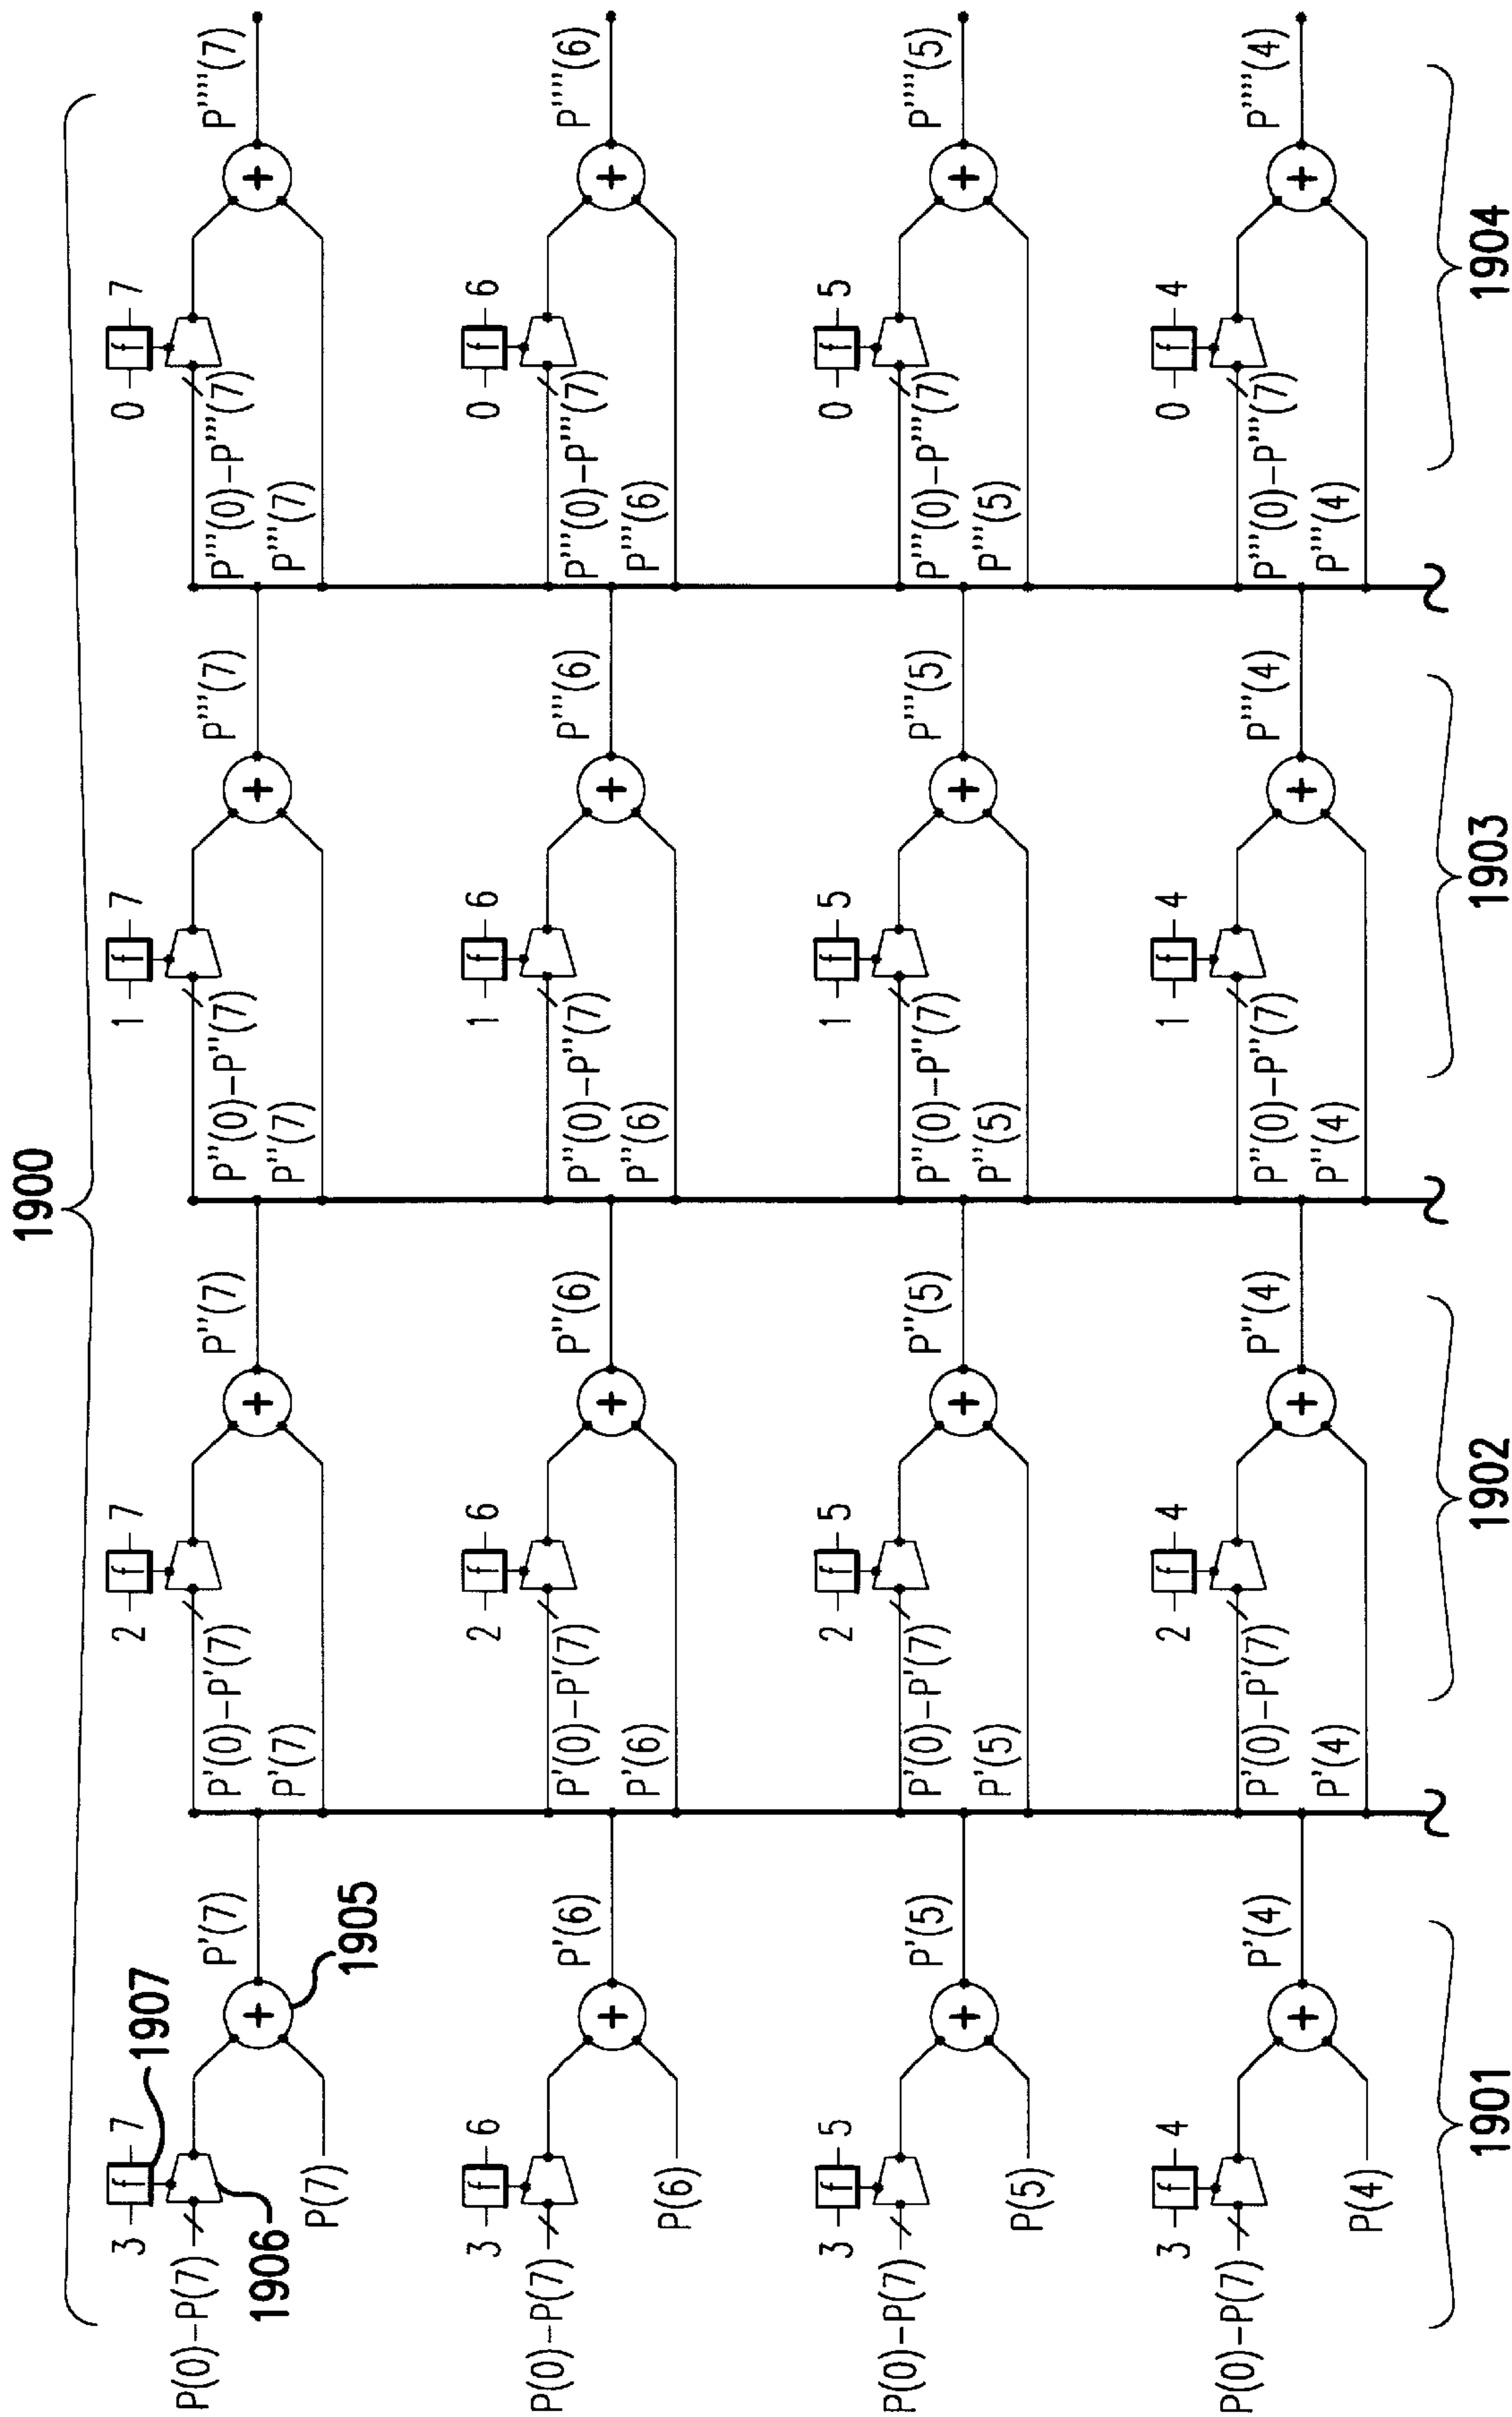 1900
P(0)–P(7)
3
f
7
1907
1906
P(7)
+
1905
P'(7)
P'(0)–P'(7)
P'(7)
2
f
7
+
P''(7)
P''(0)–P''(7)
P''(7)
1
f
7
+
P'''(7)
P'''(0)–P'''(7)
P'''(7)
0
f
7
+
P''''(7)
P(0)–P(7)
3
f
6
P(6)
+
P'(6)
P'(0)–P'(7)
P'(6)
2
f
6
+
P''(6)
P''(0)–P''(7)
P''(6)
1
f
6
+
P'''(6)
P'''(0)–P'''(7)
P'''(6)
0
f
6
+
P''''(6)
P(0)–P(7)
3
f
5
P(5)
+
P'(5)
P'(0)–P'(7)
P'(5)
2
f
5
+
P''(5)
P''(0)–P''(7)
P''(5)
1
f
5
+
P'''(5)
P'''(0)–P'''(7)
P'''(5)
0
f
5
+
P''''(5)
P(0)–P(7)
3
f
4
P(4)
+
P'(4)
P'(0)–P'(7)
P'(4)
2
f
4
+
P''(4)
P''(0)–P''(7)
P''(4)
1
f
4
+
P'''(4)
P'''(0)–P'''(7)
P'''(4)
0
f
4
+
P''''(4)
1901
1902
1903
1904